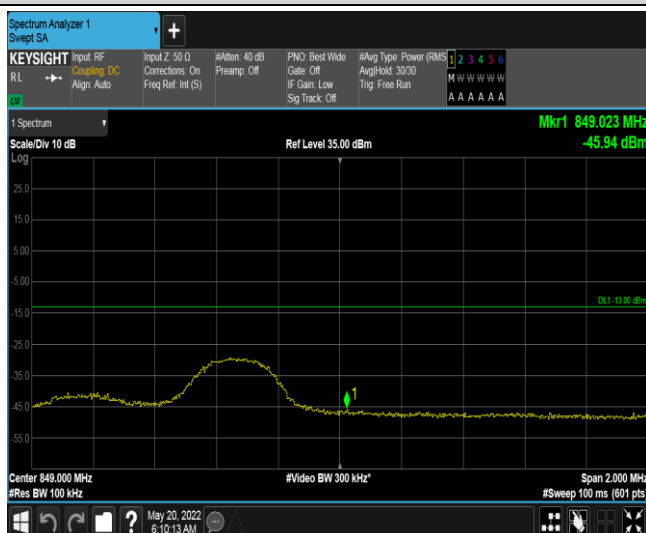 Spectrum Analyzer 1
Swept SA
+
KEYSIGHT
RL
Input: RF
Coupling: DC
Align: Auto
Input Z: 50 Ω
Corrections: On
Freq Ref: Int (S)
#Atten: 40 dB
Preamp: Off
PNO: Best Wide
Gate: Off
IF Gain: Low
Sig Track: Off
#Avg Type: Power (RMS
Avg|Hold: 30/30
Trig: Free Run
1 2 3 4 5 6
M W W W W W
A A A A A A
1 Spectrum
Scale/Div 10 dB
Ref Level 35.00 dBm
Mkr1 849.023 MHz
-45.94 dBm
Log
25.0
15.0
5.00
-5.00
DL1 -13.00 dBm
-15.0
-25.0
-35.0
1
-45.0
-55.0
Center 849.000 MHz
#Video BW 300 kHz*
Span 2.000 MHz
#Res BW 100 kHz
#Sweep 100 ms (601 pts)
?
May 20, 2022
6:10:13 AM